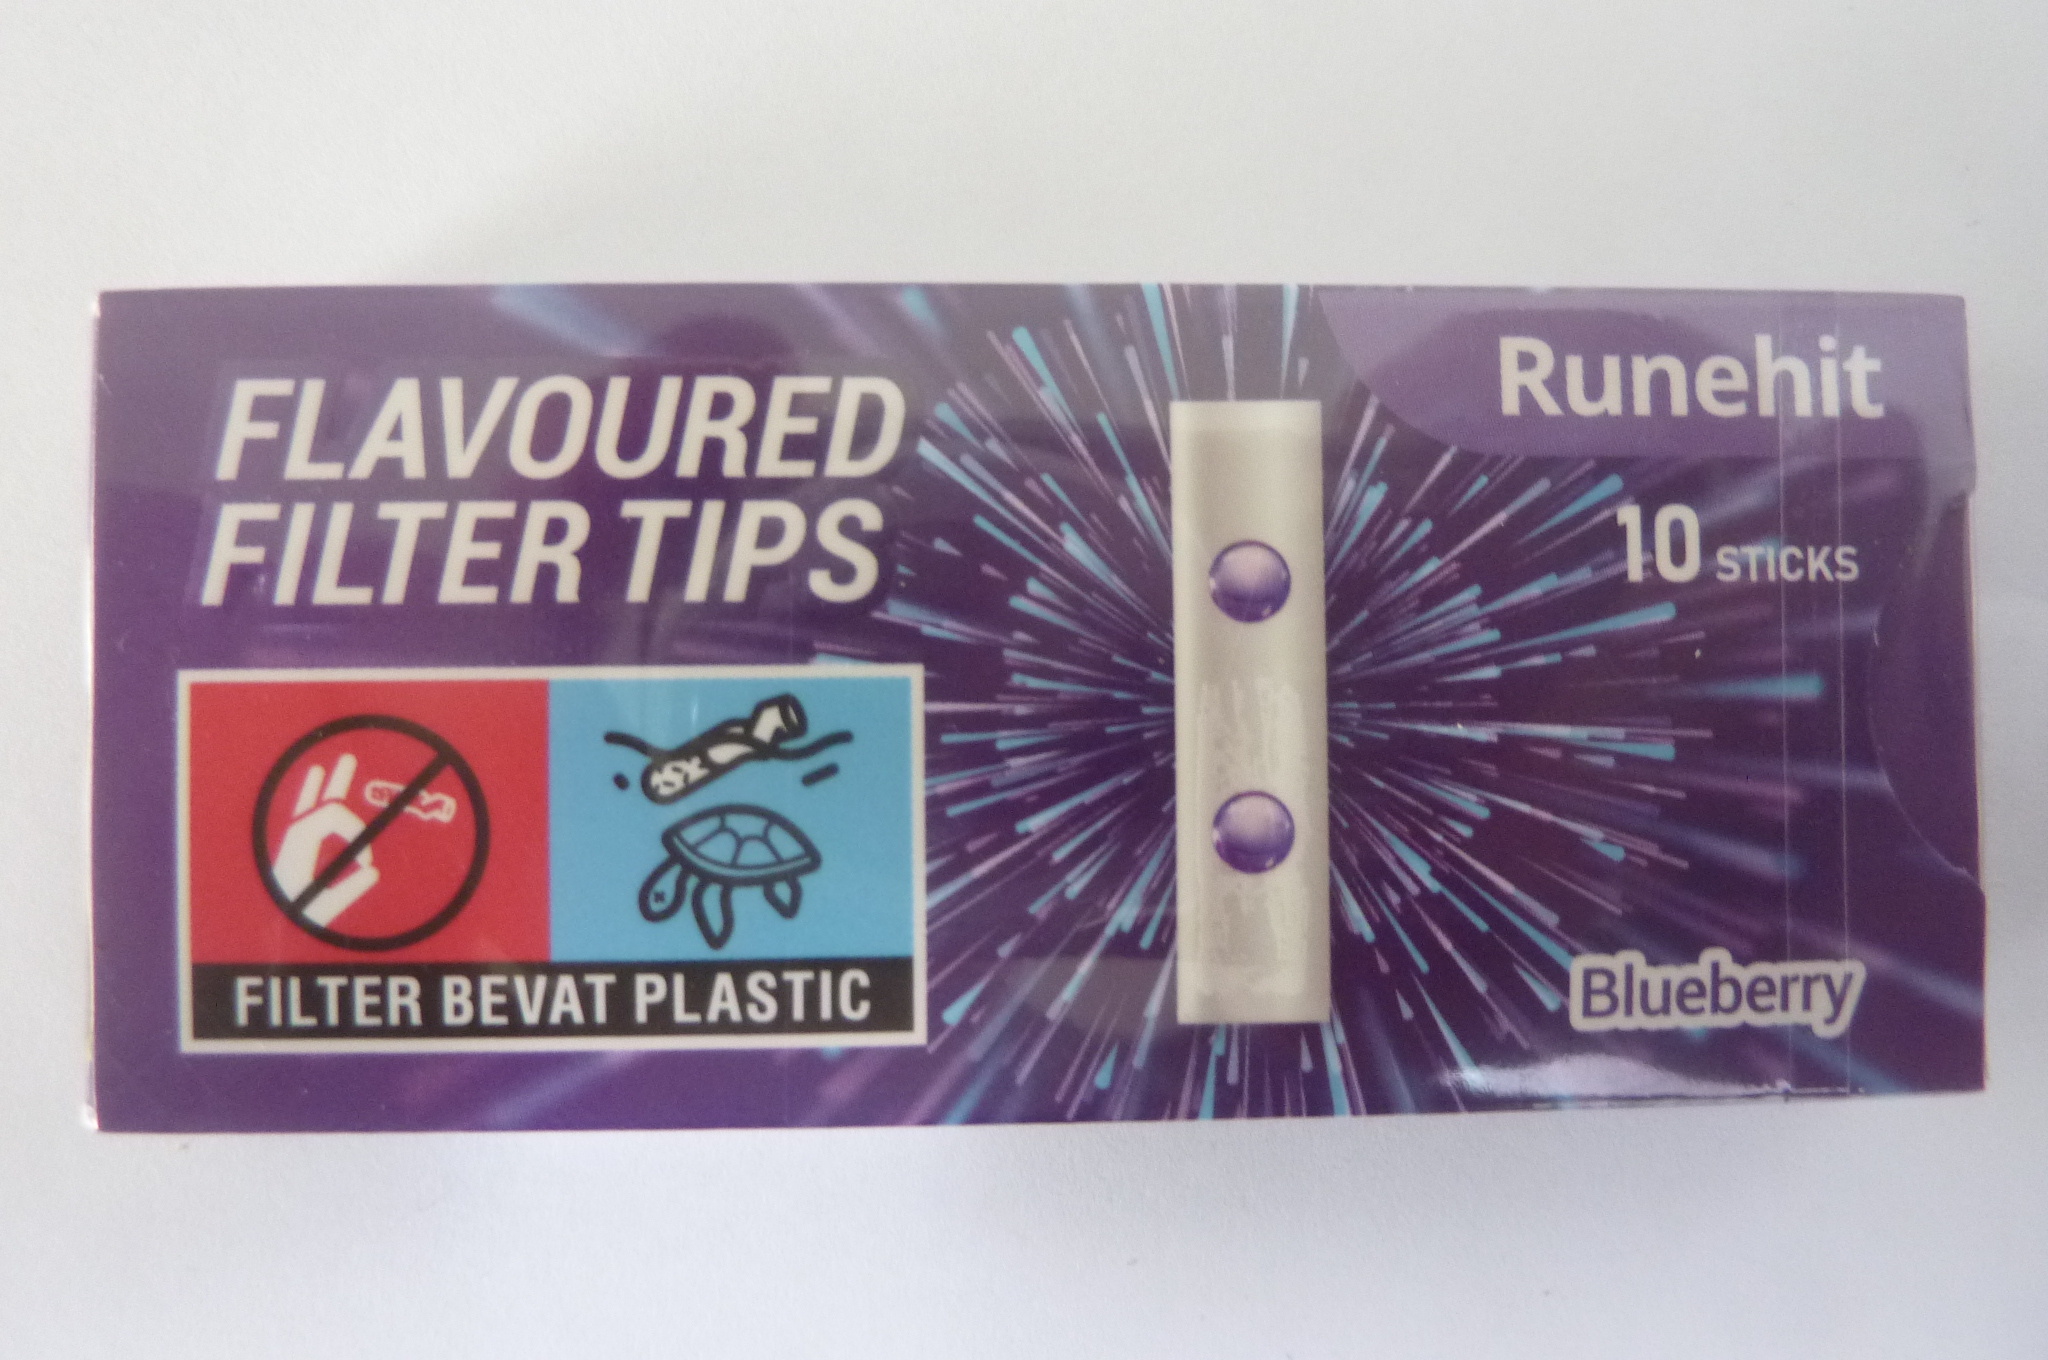 FLAVOURED
FILTER TIPS
FILTER BEVAT PLASTIC
Runehit
10 STICKS
Blueberry